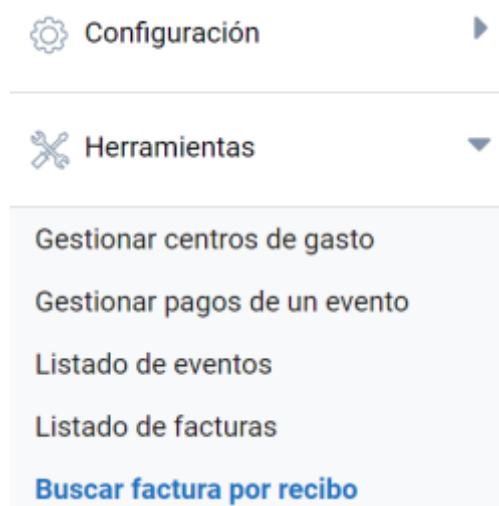 Configuración
Herramientas
Gestionar centros de gasto
Gestionar pagos de un evento
Listado de eventos
Listado de facturas
Buscar factura por recibo